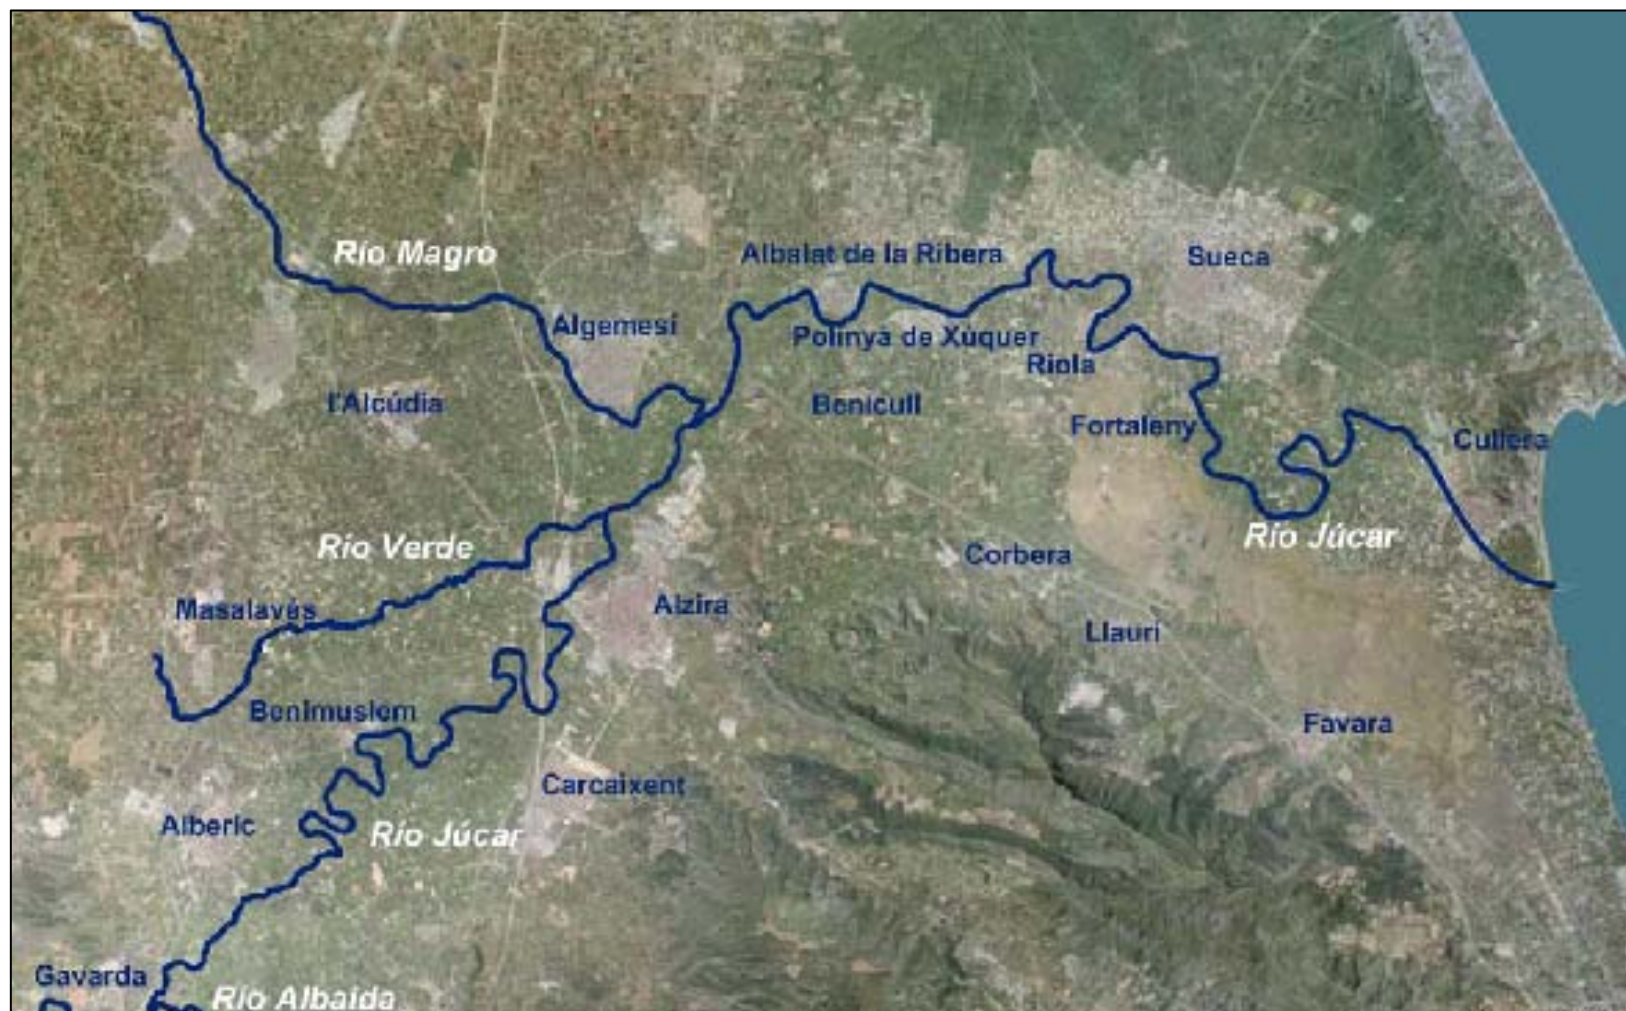 Río Magro
Albalat de la Ribera
Sueca
Algemesí
Polinyà de Xúquer
Riola
l'Alcúdia
Benicull
Fortaleny
Cullera
Río Verde
Río Júcar
Corbera
Masalavés
Alzira
Llaurí
Benimuslem
Favara
Carcaixent
Alberic
Río Júcar
Gavarda
Río Albaida